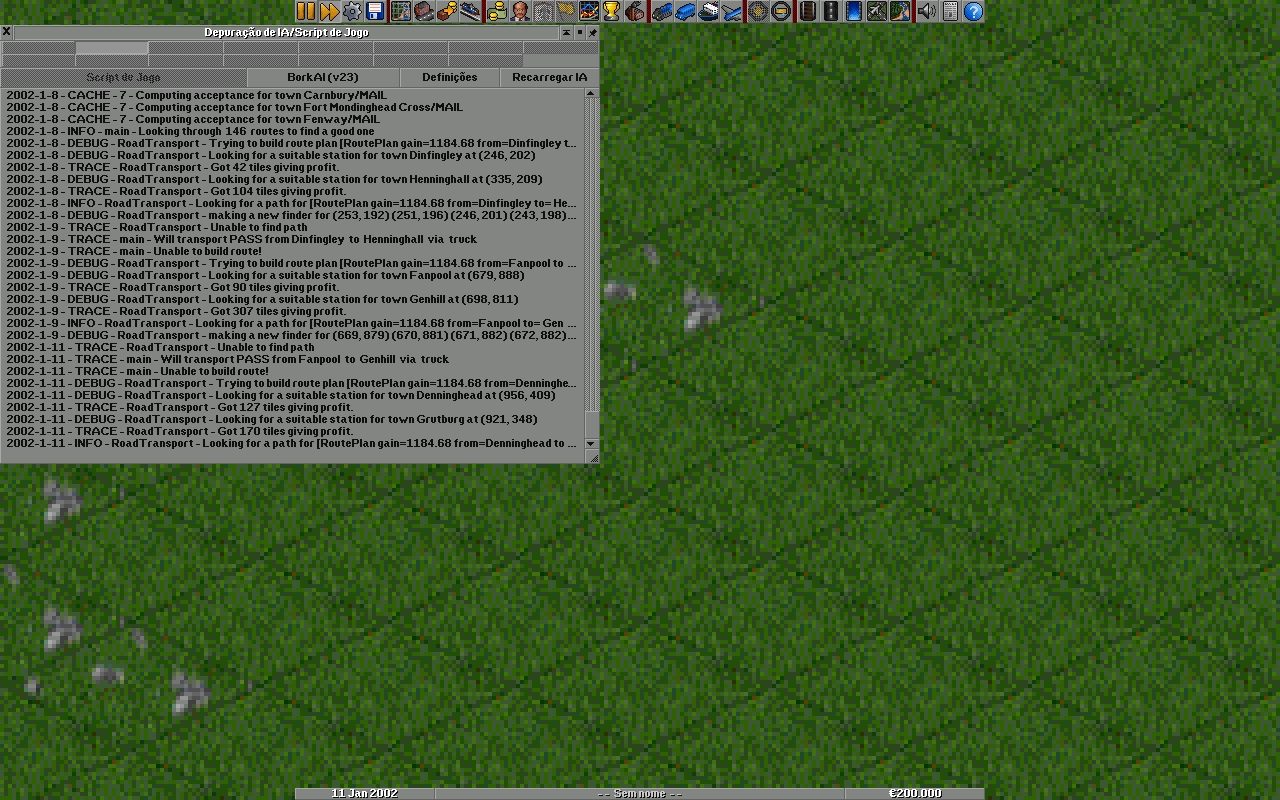 Depuração de IA/Script de Jogo
Script de Jogo
BorkAI (v23)
Definições
Recarregar IA
2002-1-8 - CACHE - 7 - Computing acceptance for town Carnbury/MAIL
2002-1-8 - CACHE - 7 - Computing acceptance for town Fort Mondinghead Cross/MAIL
2002-1-8 - CACHE - 7 - Computing acceptance for town Fenway/MAIL
2002-1-8 - INFO - main - Looking through 146 routes to find a good one
2002-1-8 - DEBUG - RoadTransport - Trying to build route plan [RoutePlan gain=1184.68 from=Dinfingley t...
2002-1-8 - DEBUG - RoadTransport - Looking for a suitable station for town Dinfingley at (246, 202)
2002-1-8 - TRACE - RoadTransport - Got 42 tiles giving profit.
2002-1-8 - DEBUG - RoadTransport - Looking for a suitable station for town Henninghall at (335, 209)
2002-1-8 - TRACE - RoadTransport - Got 104 tiles giving profit.
2002-1-8 - INFO - RoadTransport - Looking for a path for [RoutePlan gain=1184.68 from=Dinfingley to= He...
2002-1-8 - DEBUG - RoadTransport - making a new finder for (253, 192) (251, 196) (246, 201) (243, 198)...
2002-1-9 - TRACE - RoadTransport - Unable to find path
2002-1-9 - TRACE - main - Will transport PASS from Dinfingley to Henninghall via truck
2002-1-9 - TRACE - main - Unable to build route!
2002-1-9 - DEBUG - RoadTransport - Trying to build route plan [RoutePlan gain=1184.68 from=Fanpool to ...
2002-1-9 - DEBUG - RoadTransport - Looking for a suitable station for town Fanpool at (679, 888)
2002-1-9 - TRACE - RoadTransport - Got 90 tiles giving profit.
2002-1-9 - DEBUG - RoadTransport - Looking for a suitable station for town Genhill at (698, 811)
2002-1-9 - TRACE - RoadTransport - Got 307 tiles giving profit.
2002-1-9 - INFO - RoadTransport - Looking for a path for [RoutePlan gain=1184.68 from=Fanpool to= Gen ...
2002-1-9 - DEBUG - RoadTransport - making a new finder for (669, 879) (670, 881) (671, 882) (672, 882)...
2002-1-11 - TRACE - RoadTransport - Unable to find path
2002-1-11 - TRACE - main - Will transport PASS from Fanpool to Genhill via truck
2002-1-11 - TRACE - main - Unable to build route!
2002-1-11 - DEBUG - RoadTransport - Trying to build route plan [RoutePlan gain=1184.68 from=Denninghe...
2002-1-11 - DEBUG - RoadTransport - Looking for a suitable station for town Denninghead at (956, 409)
2002-1-11 - TRACE - RoadTransport - Got 127 tiles giving profit.
2002-1-11 - DEBUG - RoadTransport - Looking for a suitable station for town Grutburg at (921, 348)
2002-1-11 - TRACE - RoadTransport - Got 170 tiles giving profit.
2002-1-11 - INFO - RoadTransport - Looking for a path for [RoutePlan gain=1184.68 from=Denninghead to ...
11 Jan 2002
-- Sem nome --
€200.000